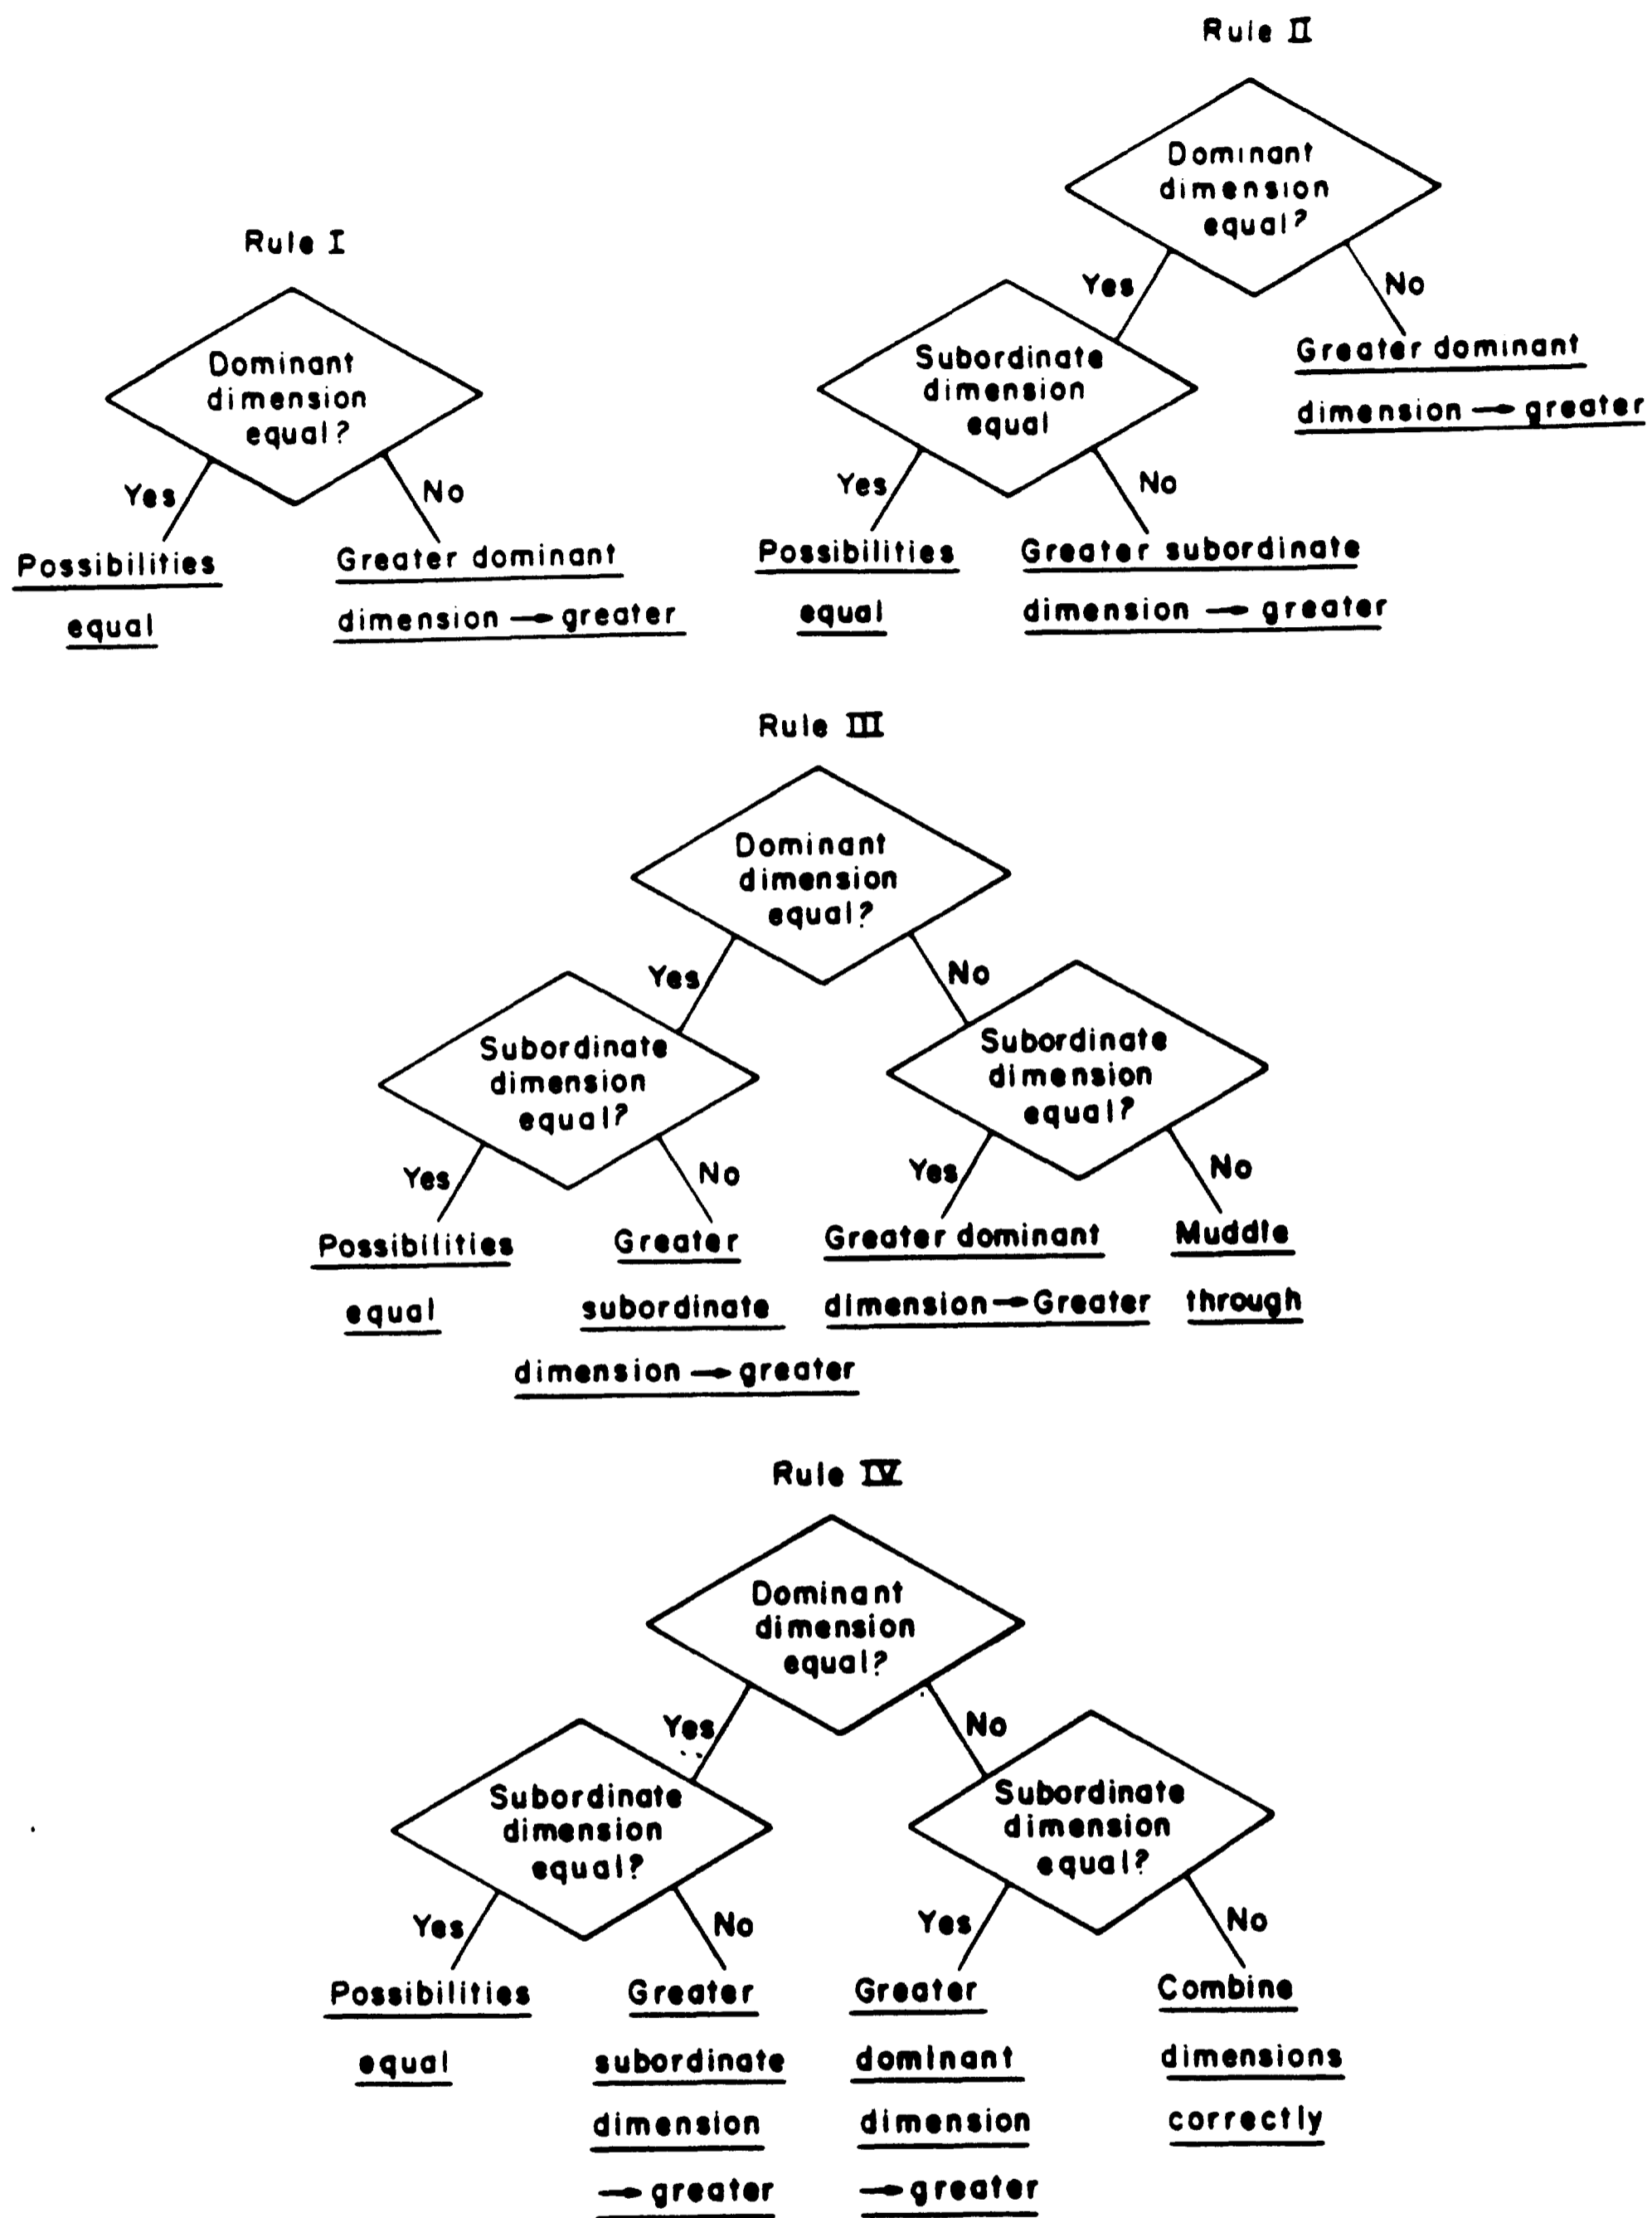 Rule I
Dominant
dimension
equal?
Yes
No
Possibilities
equal
Greater dominant
dimension → greater
Rule II
Dominant
dimension
equal?
Yes
No
Subordinate
dimension
equal
Greater dominant
dimension → greater
Yes
No
Possibilities
equal
Greater subordinate
dimension → greater
Rule III
Dominant
dimension
equal?
Yes
No
Subordinate
dimension
equal?
Subordinate
dimension
equal?
Yes
No
Yes
No
Possibilities
equal
Greater
subordinate
dimension → greater
Greater dominant
dimension → Greater
Muddle
through
Rule IV
Dominant
dimension
equal?
Yes
No
Subordinate
dimension
equal?
Subordinate
dimension
equal?
Yes
No
Yes
No
Possibilities
equal
Greater
subordinate
dimension
→ greater
Greater
dominant
dimension
→ greater
Combine
dimensions
correctly